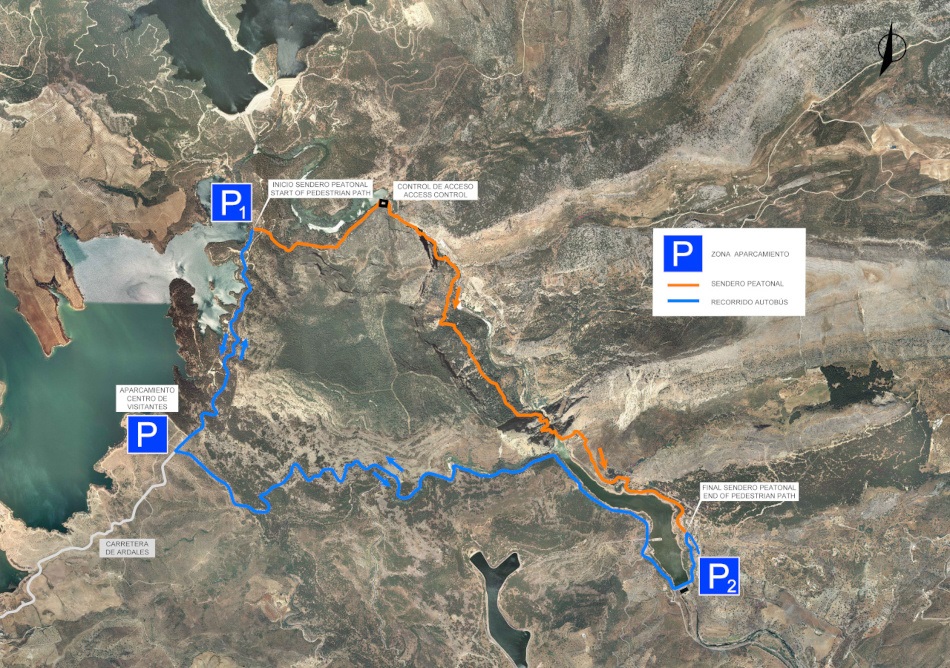 P1
INICIO SENDERO PEATONAL
START OF PEDESTRIAN PATH
CONTROL DE ACCESO
ACCESS CONTROL
P ZONA APARCAMIENTO
SENDERO PEATONAL
RECORRIDO AUTOBÚS
APARCAMIENTO
CENTRO DE
VISITANTES
P
FINAL SENDERO PEATONAL
END OF PEDESTRIAN PATH
CARRETERA
DE ARDALES
P2